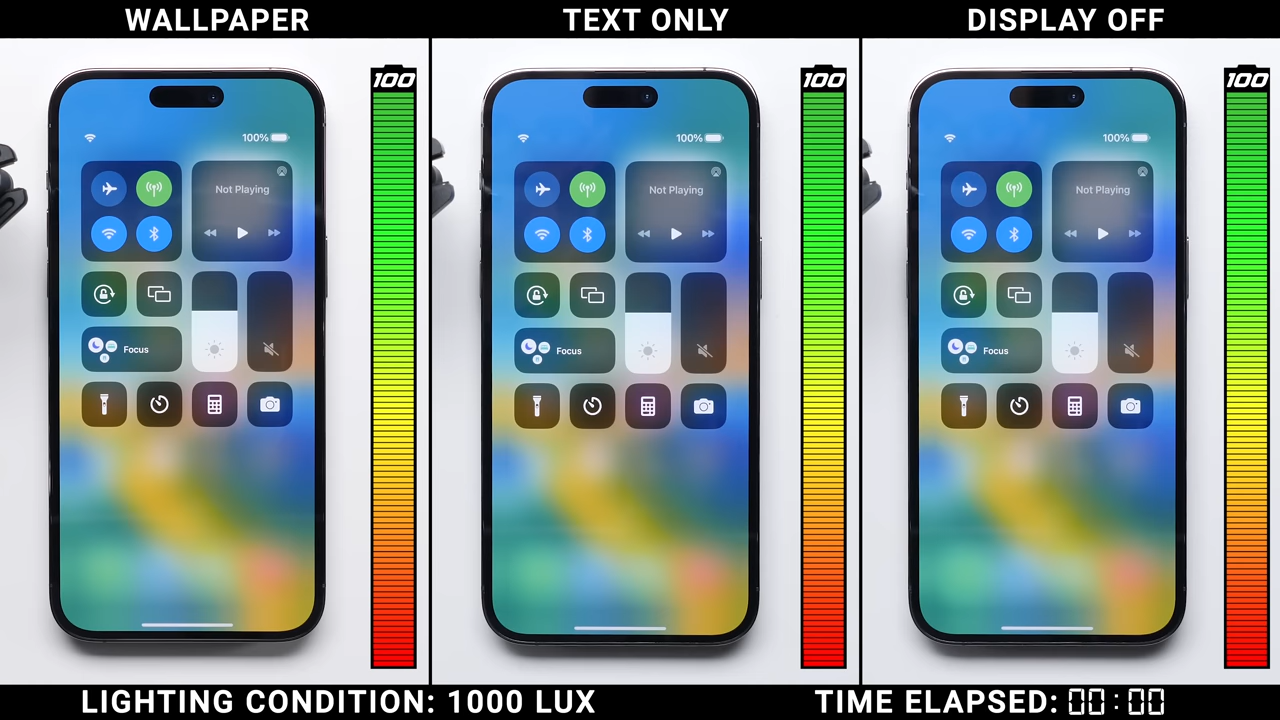 WALLPAPER
TEXT ONLY
DISPLAY OFF
100
100
100
100%
100%
100%
Not Playing
Not Playing
Not Playing
Focus
Focus
Focus
LIGHTING CONDITION: 1000 LUX
TIME ELAPSED: 00:00